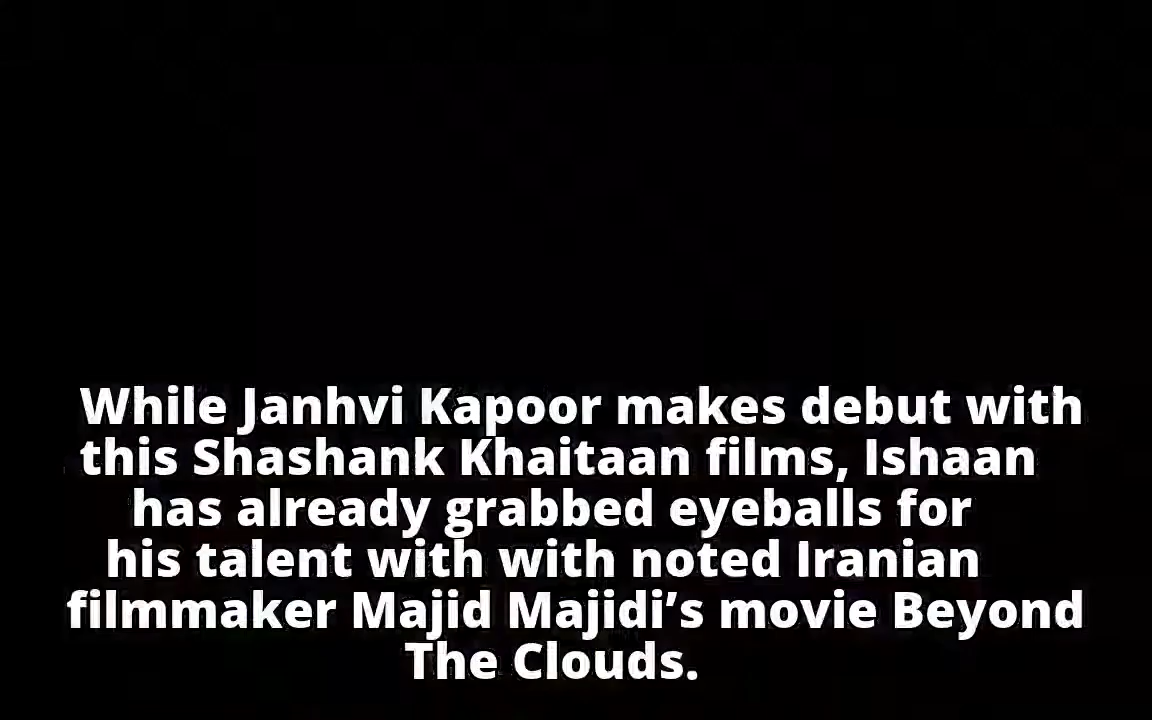 While Janhvi Kapoor makes debut with
this Shashank Khaitaan films, Ishaan
has already grabbed eyeballs for
his talent with with noted Iranian
filmmaker Majid Majidi’s movie Beyond
The Clouds.